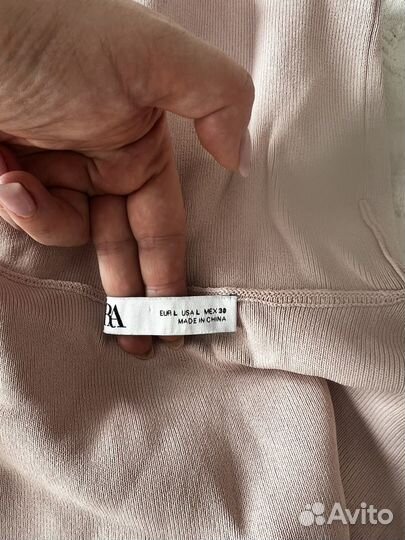 RA
EUR L USA L MEX 30
MADE IN CHINA
Avito